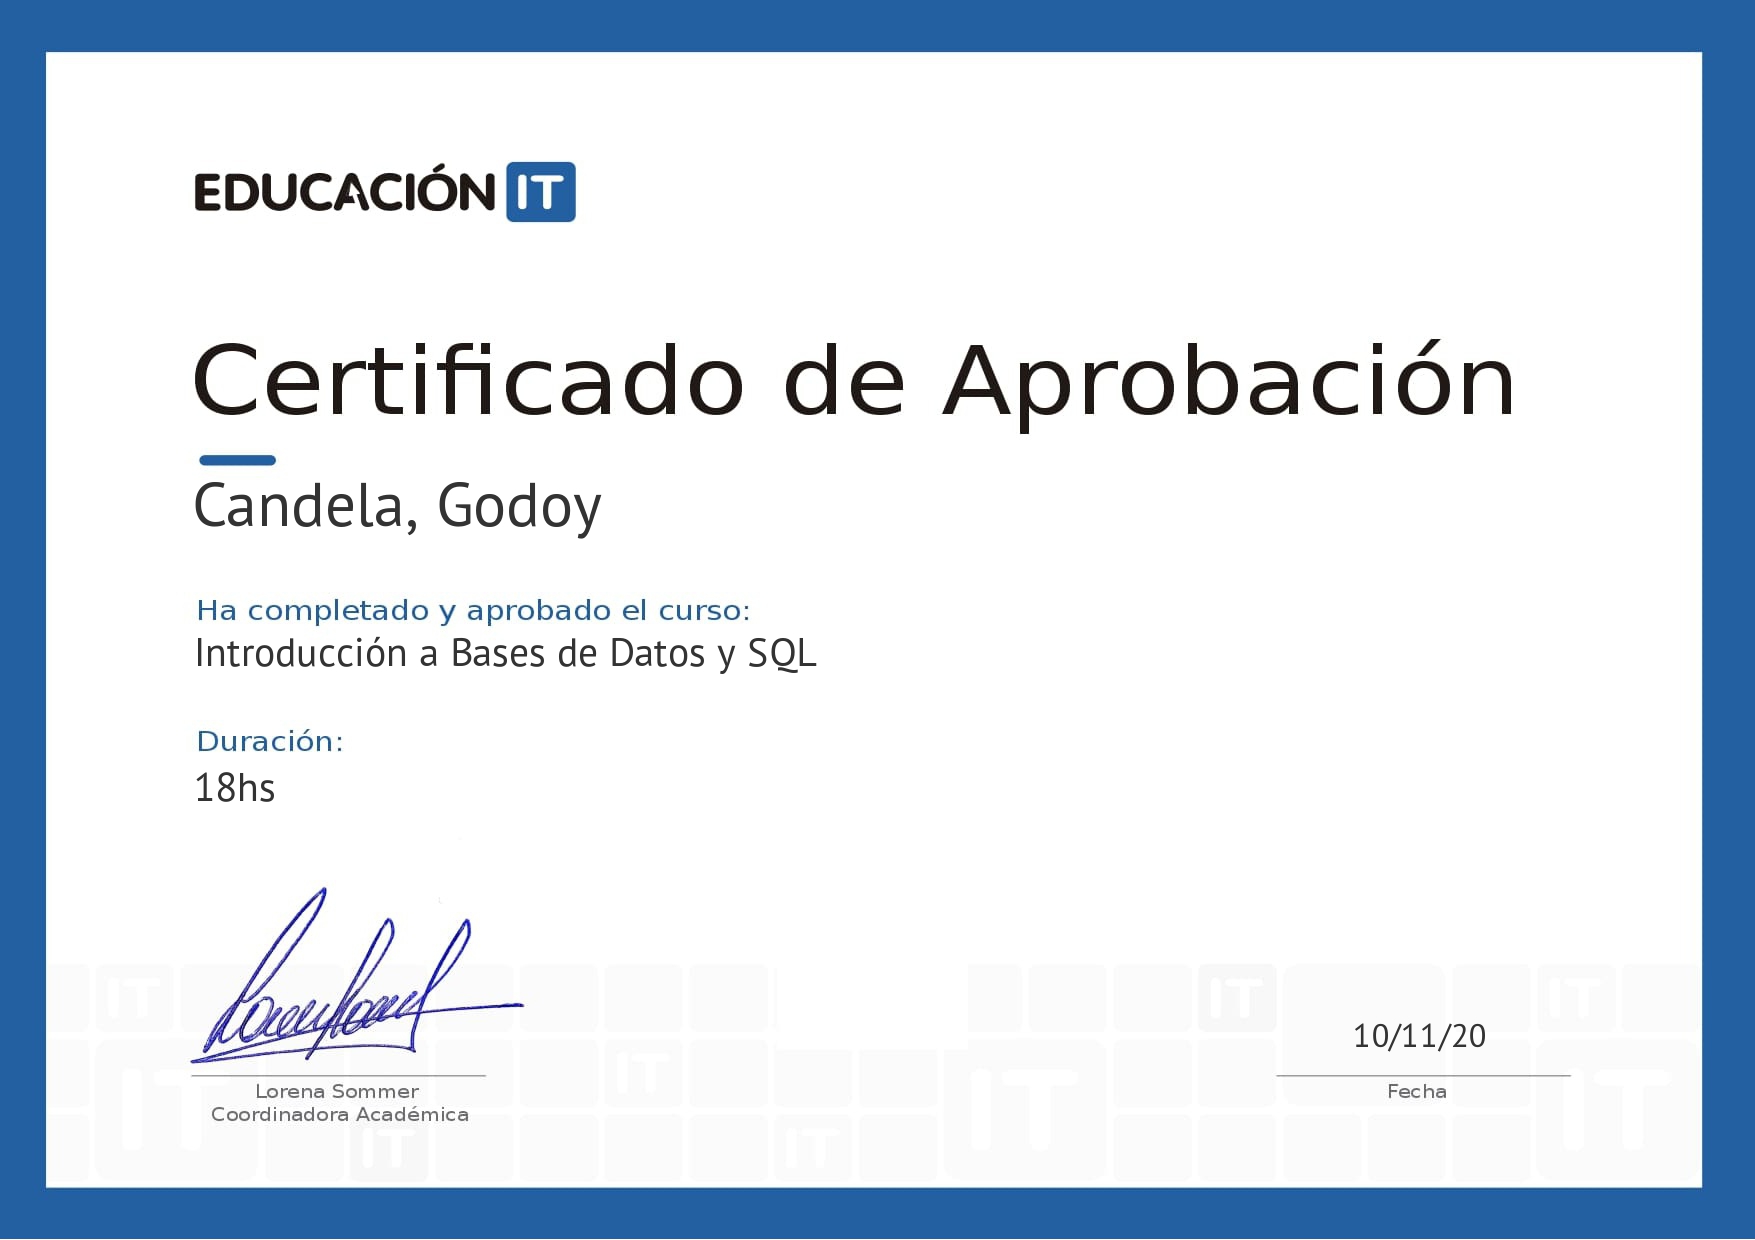 EDUCACIÓN IT
Certificado de Aprobación
Candela, Godoy
Ha completado y aprobado el curso:
Introducción a Bases de Datos y SQL
Duración:
18hs
10/11/20
Lorena Sommer
Coordinadora Académica
Fecha